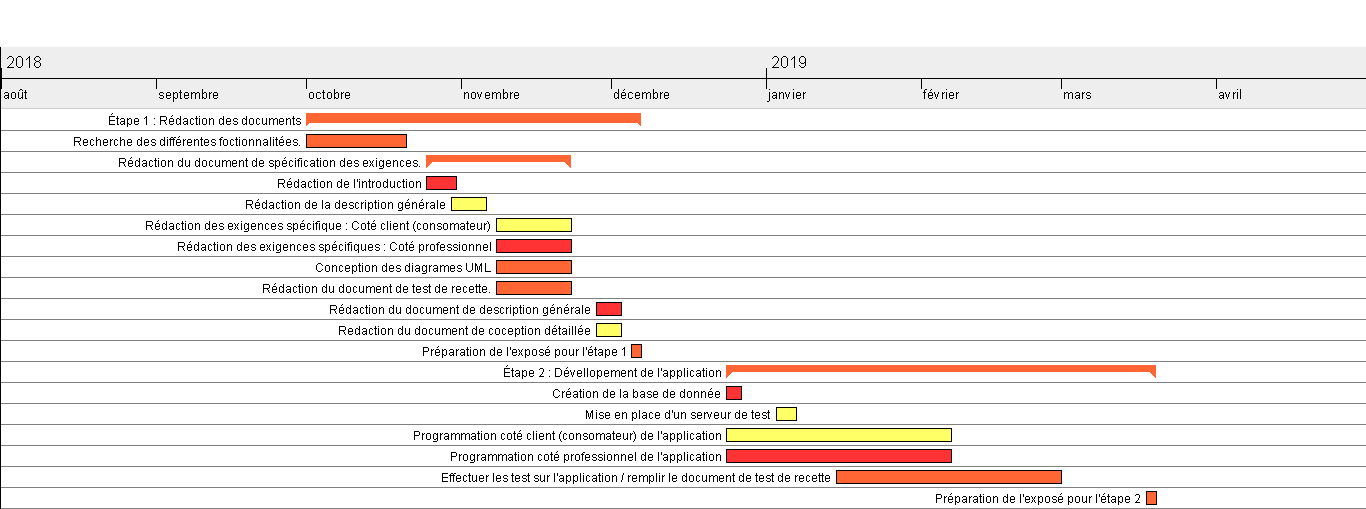 2018 2019
août septembre octobre novembre décembre janvier février mars avril
Étape 1 : Rédaction des documents
Recherche des différentes foctionnalitées.
Rédaction du document de spécification des exigences.
Rédaction de l'introduction
Rédaction de la description générale
Rédaction des exigences spécifique : Coté client (consomateur)
Rédaction des exigences spécifiques : Coté professionnel
Conception des diagrames UML
Rédaction du document de test de recette.
Rédaction du document de description générale
Redaction du document de coception détaillée
Préparation de l'exposé pour l'étape 1
Étape 2 : Dévellopement de l'application
Création de la base de donnée
Mise en place d'un serveur de test
Programmation coté client (consomateur) de l'application
Programmation coté professionnel de l'application
Effectuer les test sur l'application / remplir le document de test de recette
Préparation de l'exposé pour l'étape 2